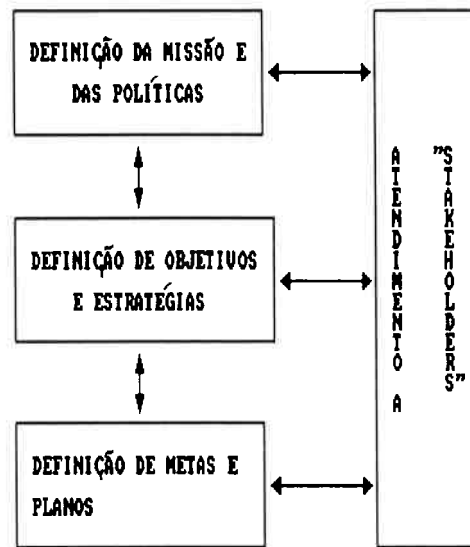 DEFINIÇÃO DA MISSÃO E
DAS POLÍTICAS
DEFINIÇÃO DE OBJETIVOS
E ESTRATÉGIAS
DEFINIÇÃO DE METAS E
PLANOS
ATENDIMENTO A
"STAKEHOLDERS"